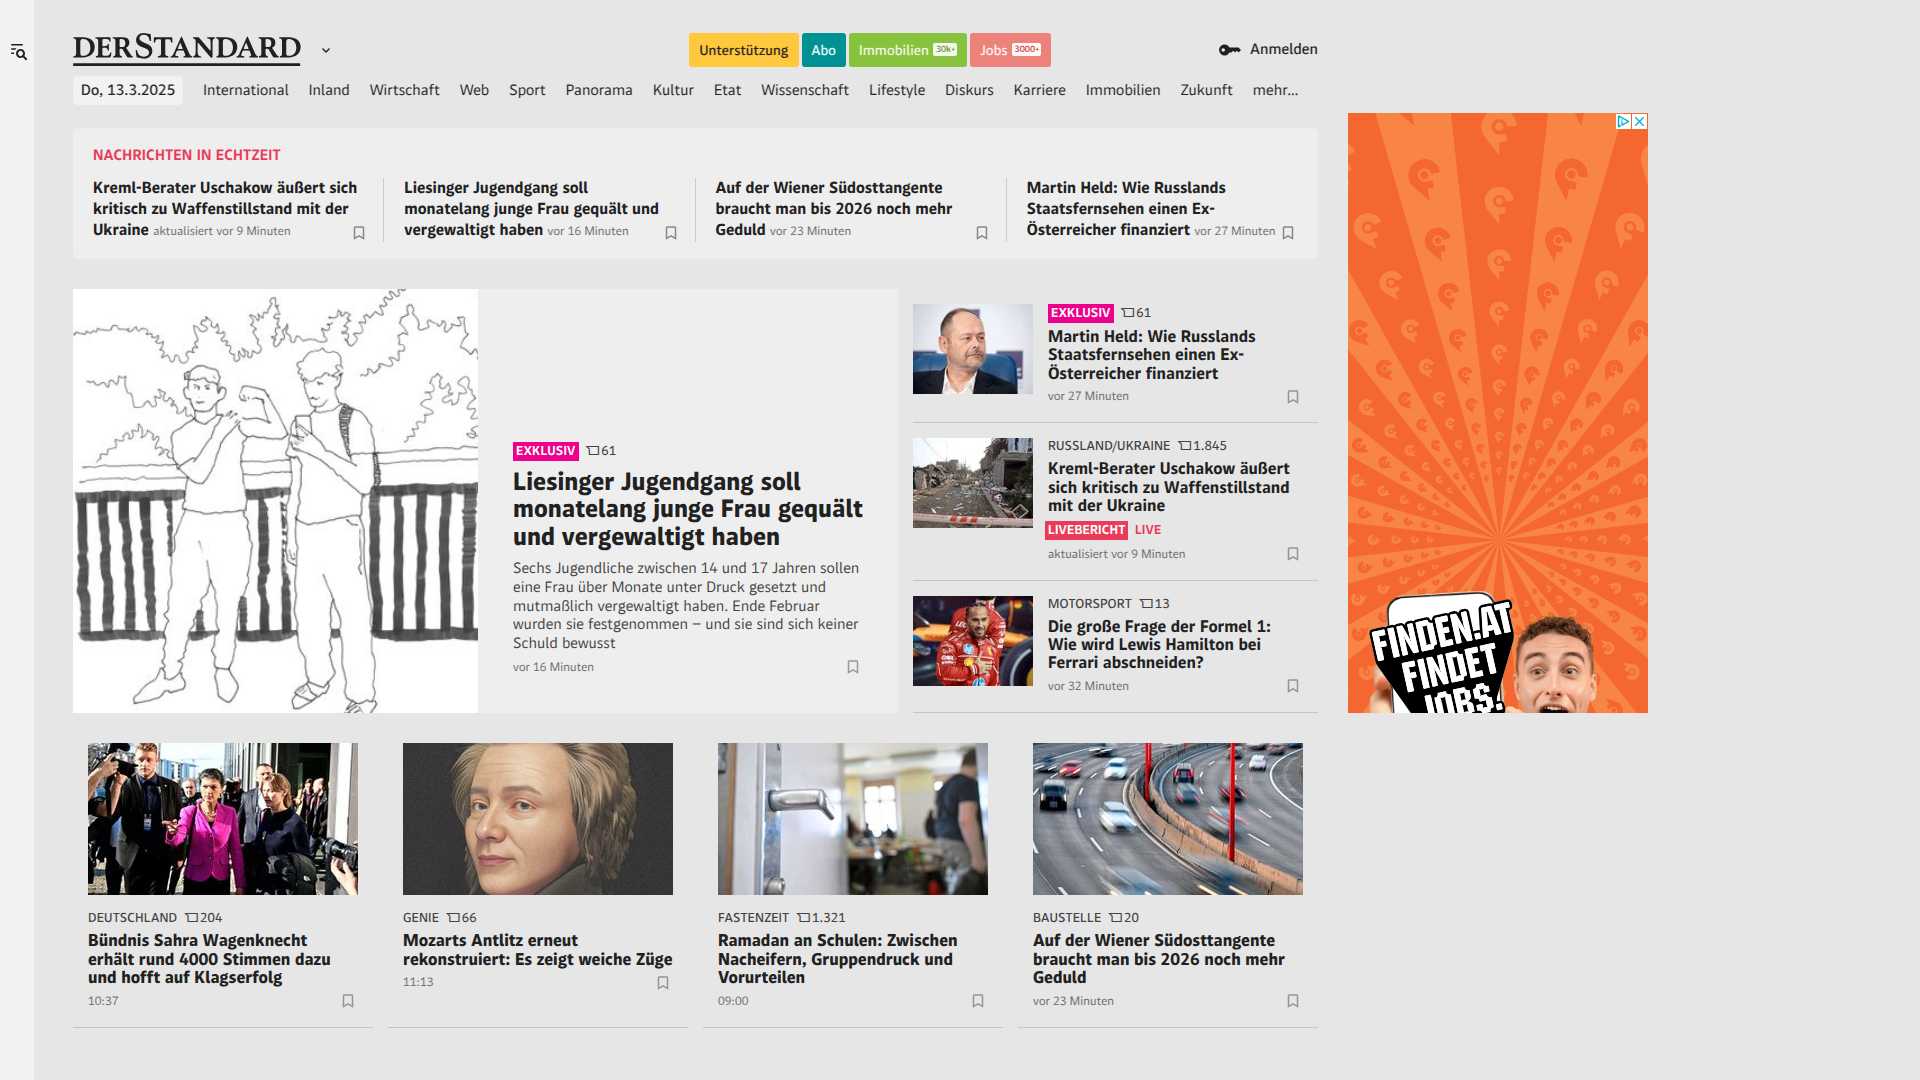 DERSTANDARD
Unterstützung
Abo
Immobilien 30k+
Jobs 3000+
Anmelden
Do, 13.3.2025
International
Inland
Wirtschaft
Web
Sport
Panorama
Kultur
Etat
Wissenschaft
Lifestyle
Diskurs
Karriere
Immobilien
Zukunft
mehr...
NACHRICHTEN IN ECHTZEIT
Kreml-Berater Uschakow äußert sich
kritisch zu Waffenstillstand mit der
Ukraine aktualisiert vor 9 Minuten
Liesinger Jugendgang soll
monatelang junge Frau gequält und
vergewaltigt haben vor 16 Minuten
Auf der Wiener Südosttangente
braucht man bis 2026 noch mehr
Geduld vor 23 Minuten
Martin Held: Wie Russlands
Staatsfernsehen einen Ex-
Österreicher finanziert vor 27 Minuten
EXKLUSIV 61
Liesinger Jugendgang soll
monatelang junge Frau gequält
und vergewaltigt haben
Sechs Jugendliche zwischen 14 und 17 Jahren sollen
eine Frau über Monate unter Druck gesetzt und
mutmaßlich vergewaltigt haben. Ende Februar
wurden sie festgenommen – und sie sind sich keiner
Schuld bewusst
vor 16 Minuten
EXKLUSIV 61
Martin Held: Wie Russlands
Staatsfernsehen einen Ex-
Österreicher finanziert
vor 27 Minuten
RUSSLAND/UKRAINE 1.845
Kreml-Berater Uschakow äußert
sich kritisch zu Waffenstillstand
mit der Ukraine
LIVEBERICHT LIVE
aktualisiert vor 9 Minuten
MOTORSPORT 13
Die große Frage der Formel 1:
Wie wird Lewis Hamilton bei
Ferrari abschneiden?
vor 32 Minuten
FINDEN.AT
FINDET
JOBS.
DEUTSCHLAND 204
Bündnis Sahra Wagenknecht
erhält rund 4000 Stimmen dazu
und hofft auf Klagserfolg
10:37
GENIE 66
Mozarts Antlitz erneut
rekonstruiert: Es zeigt weiche Züge
11:13
FASTENZEIT 1.321
Ramadan an Schulen: Zwischen
Nacheifern, Gruppendruck und
Vorurteilen
09:00
BAUSTELLE 20
Auf der Wiener Südosttangente
braucht man bis 2026 noch mehr
Geduld
vor 23 Minuten